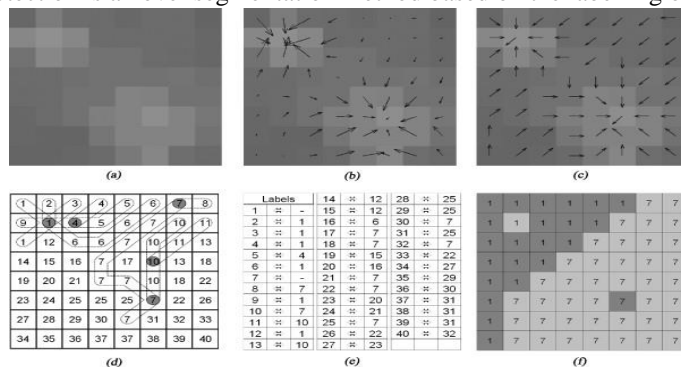 (a)
(b)
(c)
1 2 3 4 5 6 7 8
9 1 4 5 6 7 10 11
1 12 6 6 7 10 11 13
14 15 16 7 17 10 13 18
19 20 21 7 7 10 22 18
23 24 25 25 25 7 22 26
27 28 29 30 7 31 32 33
34 35 36 37 37 38 39 40
(d)
Labels 14 :: 12 28 :: 25
1 :: - 15 :: 12 29 :: 25
2 :: 1 16 :: 6 30 :: 7
3 :: 1 17 :: 7 31 :: 25
4 :: 1 18 :: 7 32 :: 7
5 :: 4 19 :: 15 33 :: 22
6 :: 1 20 :: 16 34 :: 27
7 :: - 21 :: 7 35 :: 29
8 :: 7 22 :: 7 36 :: 30
9 :: 1 23 :: 20 37 :: 31
10 :: 7 24 :: 21 38 :: 31
11 :: 10 25 :: 7 39 :: 31
12 :: 1 26 :: 22 40 :: 32
13 :: 10 27 :: 23
(e)
1 1 1 1 1 1 7 7
1 1 1 1 1 7 7 7
1 1 1 1 7 7 7 7
1 1 1 7 7 7 7 7
1 1 7 7 7 7 7 7
1 7 7 7 7 7 7 7
1 7 7 7 7 7 7 7
1 7 7 7 7 7 7 7
(f)